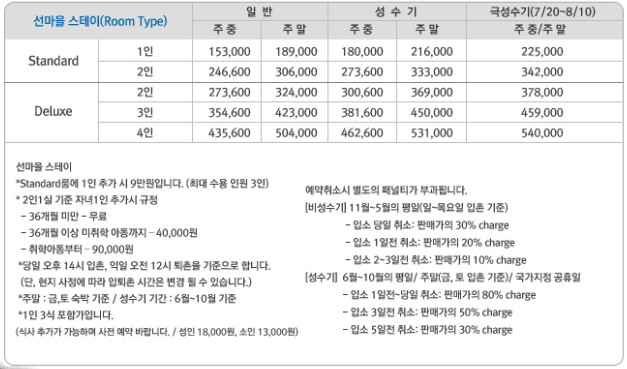 선마을 스테이(Room Type) 일 반 성 수 기 극성수기(7/20~8/10)
주 중 주 말 주 중 주 말 주 중/주 말
Standard 1인 153,000 189,000 180,000 216,000 225,000
2인 246,600 306,000 273,600 333,000 342,000
Deluxe 2인 273,600 324,000 300,600 369,000 378,000
3인 354,600 423,000 381,600 450,000 459,000
4인 435,600 504,000 462,600 531,000 540,000
선마을 스테이
*Standard룸에 1인 추가 시 9만원입니다. (최대 수용 인원 3인)
* 2인1실 기준 자녀1인 추가시 규정
- 36개월 미만 - 무료
- 36개월 이상 미취학 아동까지 - 40,000원
- 취학아동부터 - 90,000원
*당일 오후 14시 입촌, 익일 오전 12시 퇴촌을 기준으로 합니다.
(단, 현지 사정에 따라 입퇴촌 시간은 변경 될 수 있습니다.)
*주말 : 금,토 숙박 기준 / 성수기 기간 : 6월~10월 기준
*1인 3식 포함가입니다.
(식사 추가가 가능하며 사전 예약 바랍니다. / 성인 18,000원, 소인 13,000원)
예약취소시 별도의 패널티가 부과됩니다.
[비성수기] 11월~5월의 평일(일~목요일 입촌 기준)
- 입소 당일 취소: 판매가의 30% charge
- 입소 1일전 취소: 판매가의 20% charge
- 입소 2~3일전 취소: 판매가의 10% charge
[성수기] 6월~10월의 평일/ 주말(금, 토 입촌 기준)/ 국가지정 공휴일
- 입소 1일전~당일 취소: 판매가의 80% charge
- 입소 3일전 취소: 판매가의 50% charge
- 입소 5일전 취소: 판매가의 30% charge